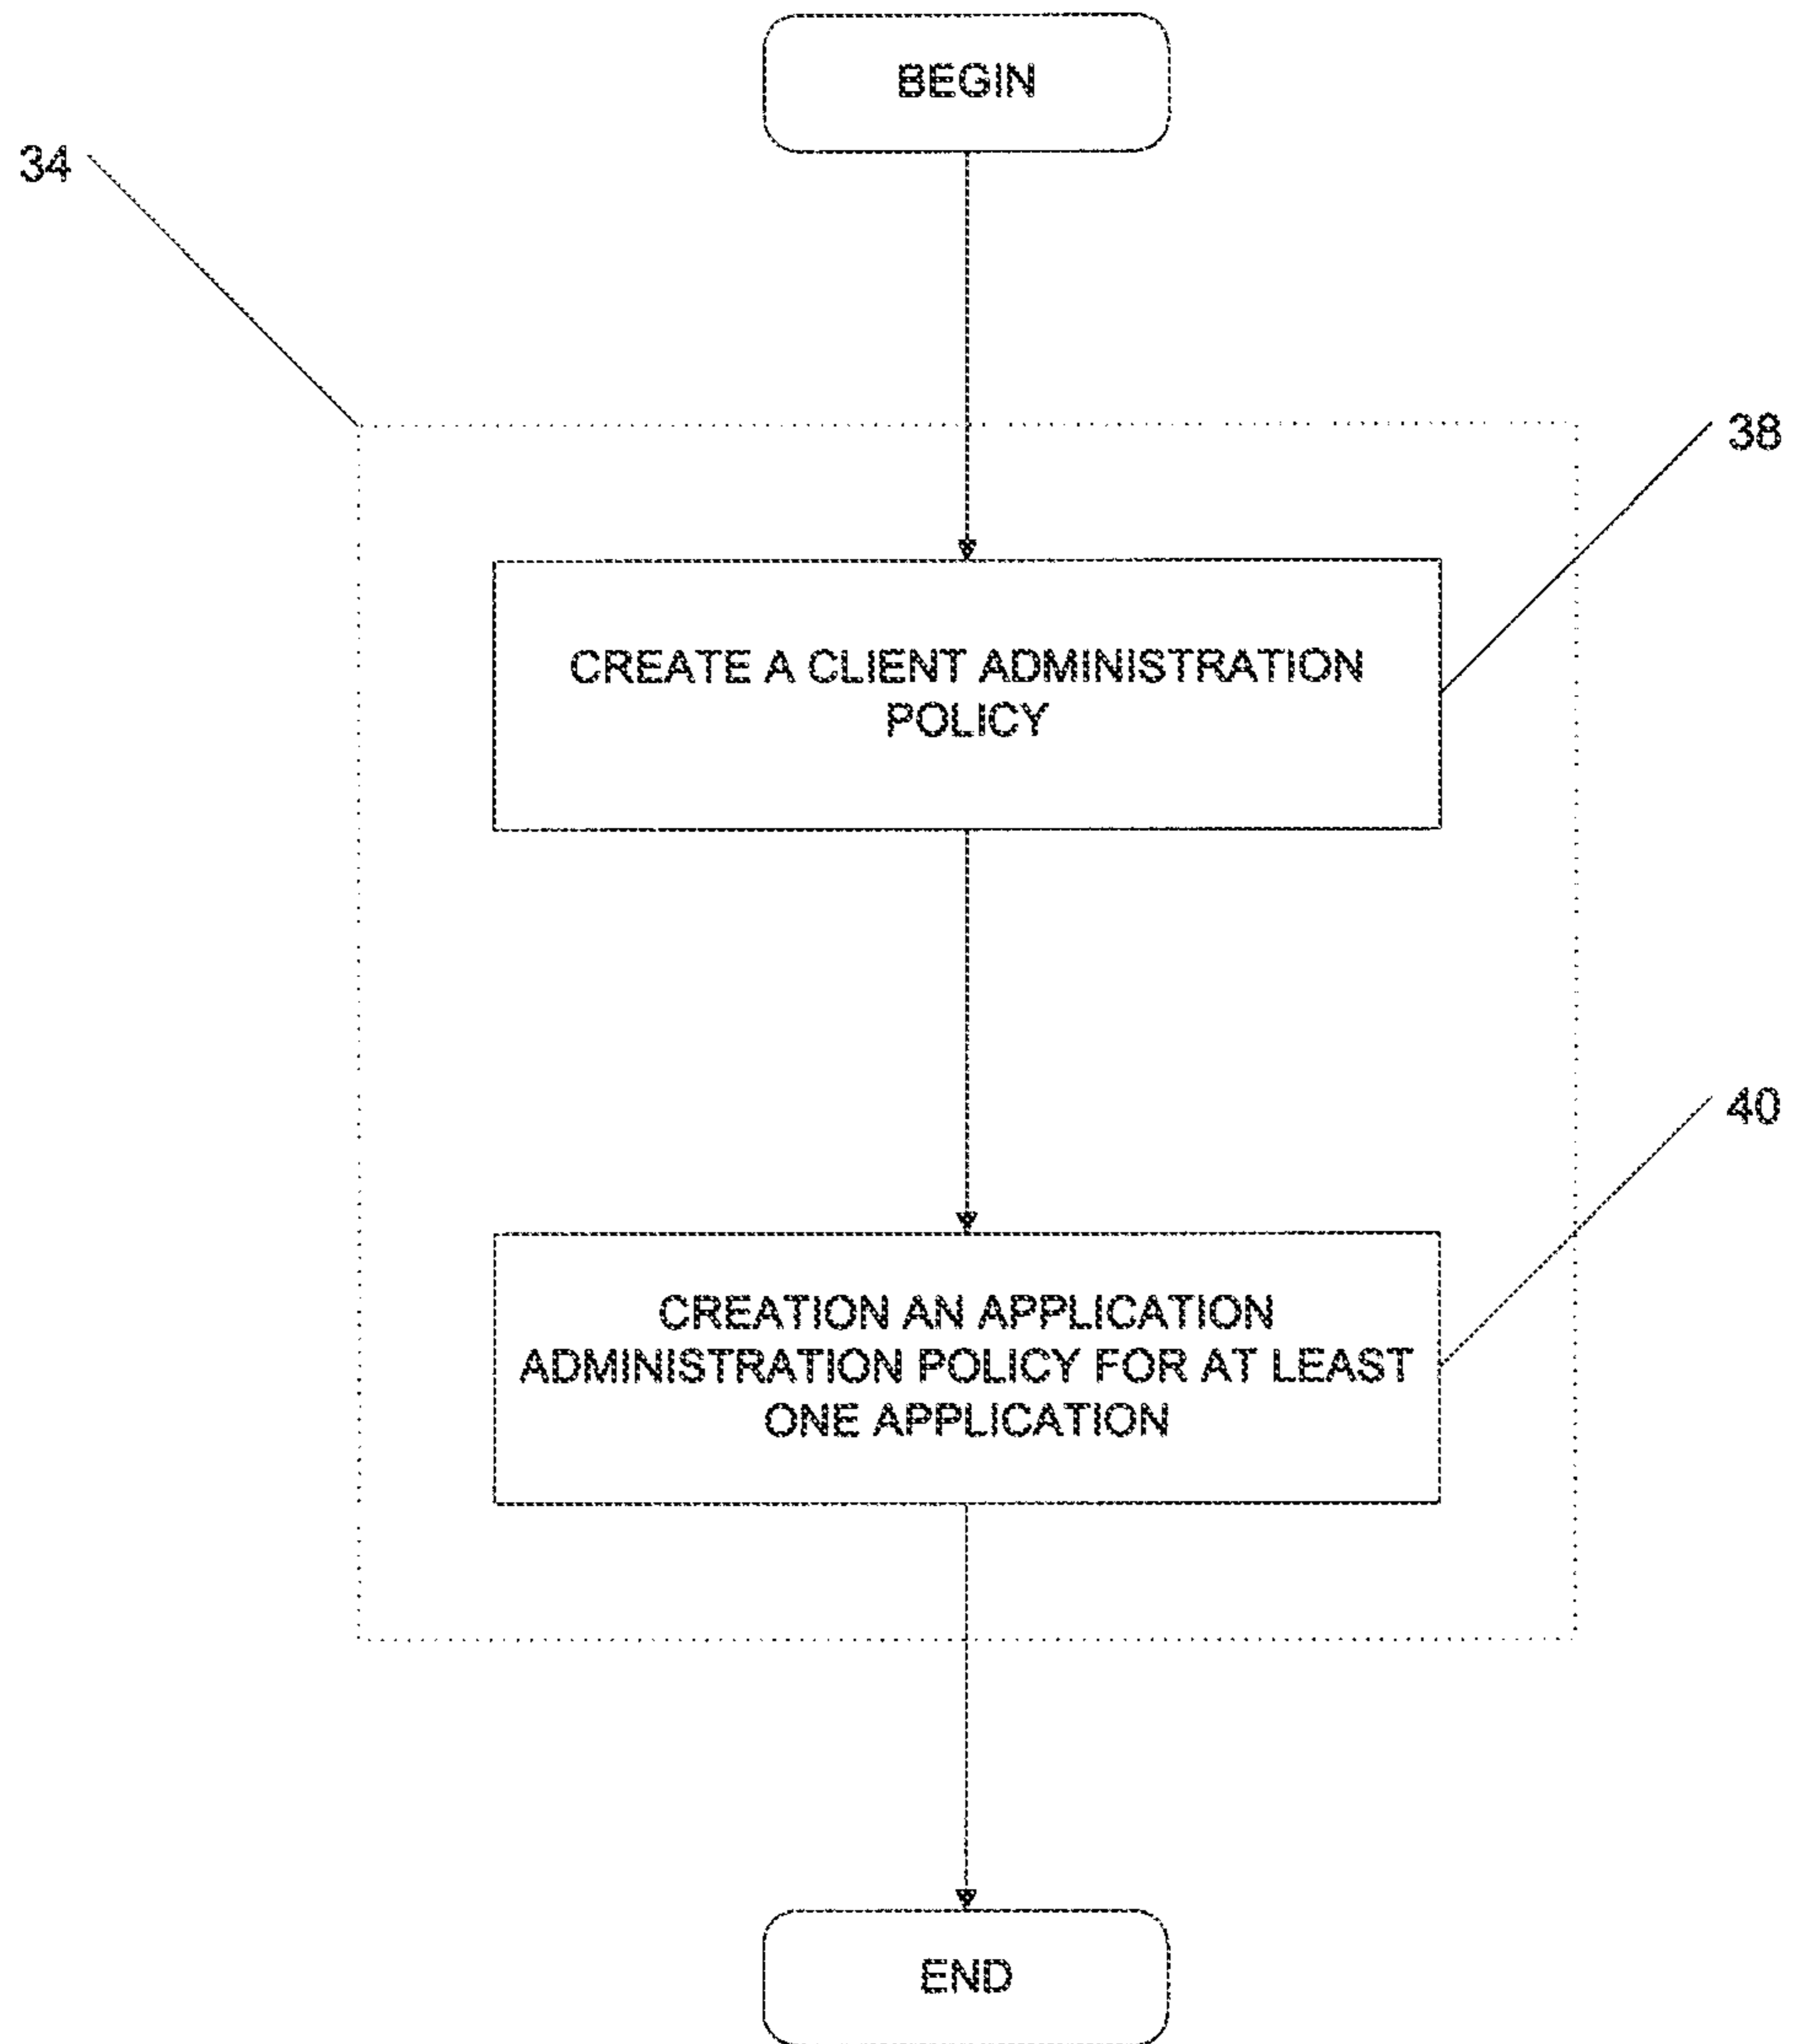 BEGIN
34
38
CREATE A CLIENT ADMINISTRATION
POLICY
40
CREATION AN APPLICATION
ADMINISTRATION POLICY FOR AT LEAST
ONE APPLICATION
END